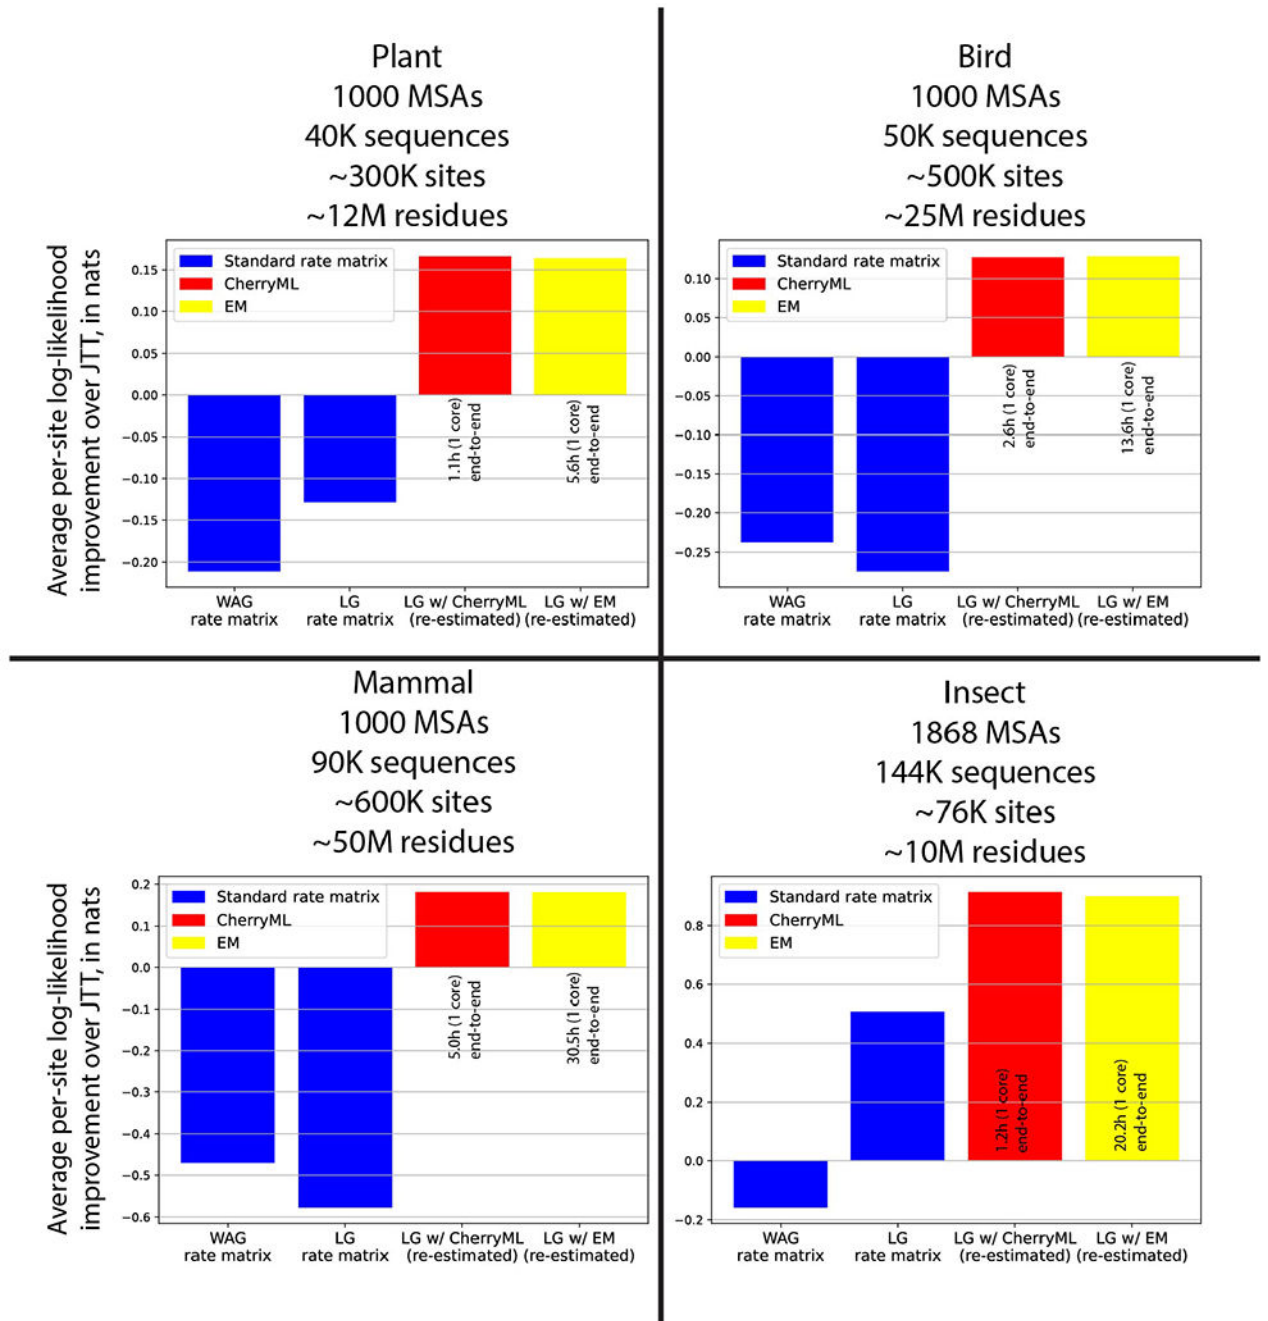 Plant
1000 MSAs
40K sequences
~300K sites
~12M residues
Average per-site log-likelihood
improvement over JTT, in nats
Standard rate matrix
CherryML
EM
0.15
0.10
0.05
0.00
−0.05
−0.10
−0.15
−0.20
1.1h (1 core)
end-to-end
5.6h (1 core)
end-to-end
WAG
rate matrix
LG
rate matrix
LG w/ CherryML
(re-estimated)
LG w/ EM
(re-estimated)
Bird
1000 MSAs
50K sequences
~500K sites
~25M residues
Standard rate matrix
CherryML
EM
0.10
0.05
0.00
−0.05
−0.10
−0.15
−0.20
−0.25
2.6h (1 core)
end-to-end
13.6h (1 core)
end-to-end
WAG
rate matrix
LG
rate matrix
LG w/ CherryML
(re-estimated)
LG w/ EM
(re-estimated)
Mammal
1000 MSAs
90K sequences
~600K sites
~50M residues
Average per-site log-likelihood
improvement over JTT, in nats
Standard rate matrix
CherryML
EM
0.2
0.0
−0.1
−0.2
−0.3
−0.4
−0.5
−0.6
5.0h (1 core)
end-to-end
30.5h (1 core)
end-to-end
WAG
rate matrix
LG
rate matrix
LG w/ CherryML
(re-estimated)
LG w/ EM
(re-estimated)
Insect
1868 MSAs
144K sequences
~76K sites
~10M residues
Standard rate matrix
CherryML
EM
0.8
0.6
0.4
0.2
0.0
−0.2
1.2h (1 core)
end-to-end
20.2h (1 core)
end-to-end
WAG
rate matrix
LG
rate matrix
LG w/ CherryML
(re-estimated)
LG w/ EM
(re-estimated)